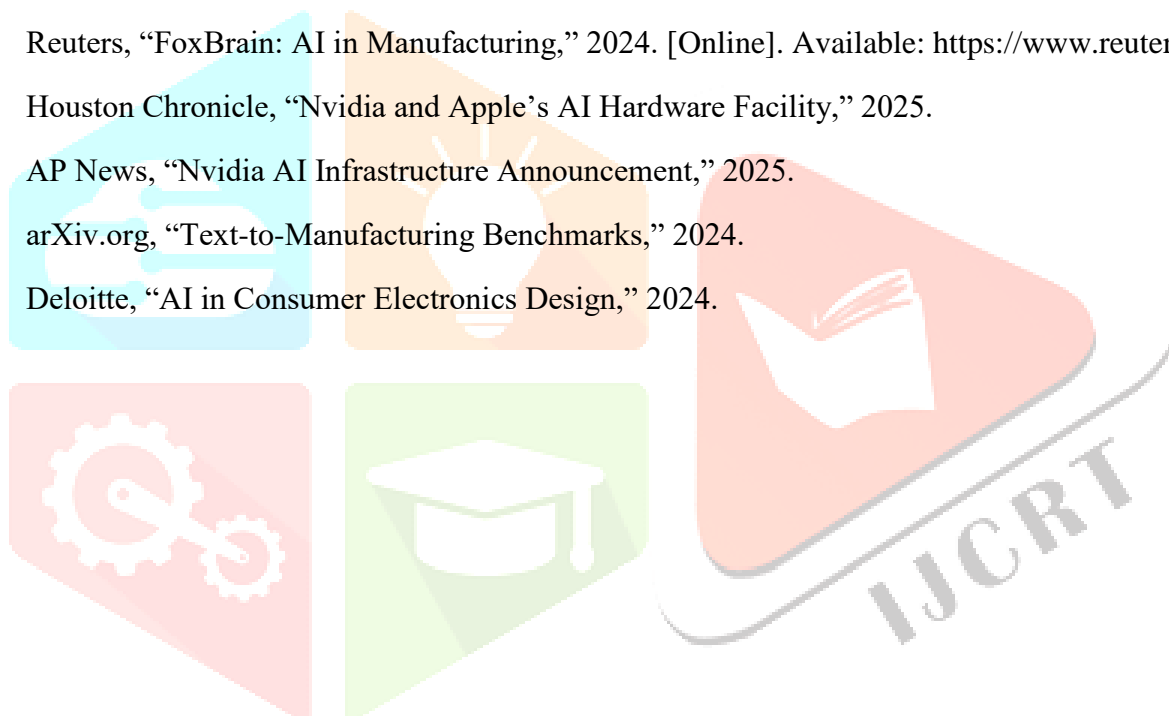 Reuters, “FoxBrain: AI in Manufacturing,” 2024. [Online]. Available: https://www.reuter
Houston Chronicle, “Nvidia and Apple’s AI Hardware Facility,” 2025.
AP News, “Nvidia AI Infrastructure Announcement,” 2025.
arXiv.org, “Text-to-Manufacturing Benchmarks,” 2024.
Deloitte, “AI in Consumer Electronics Design,” 2024.
IJCRT